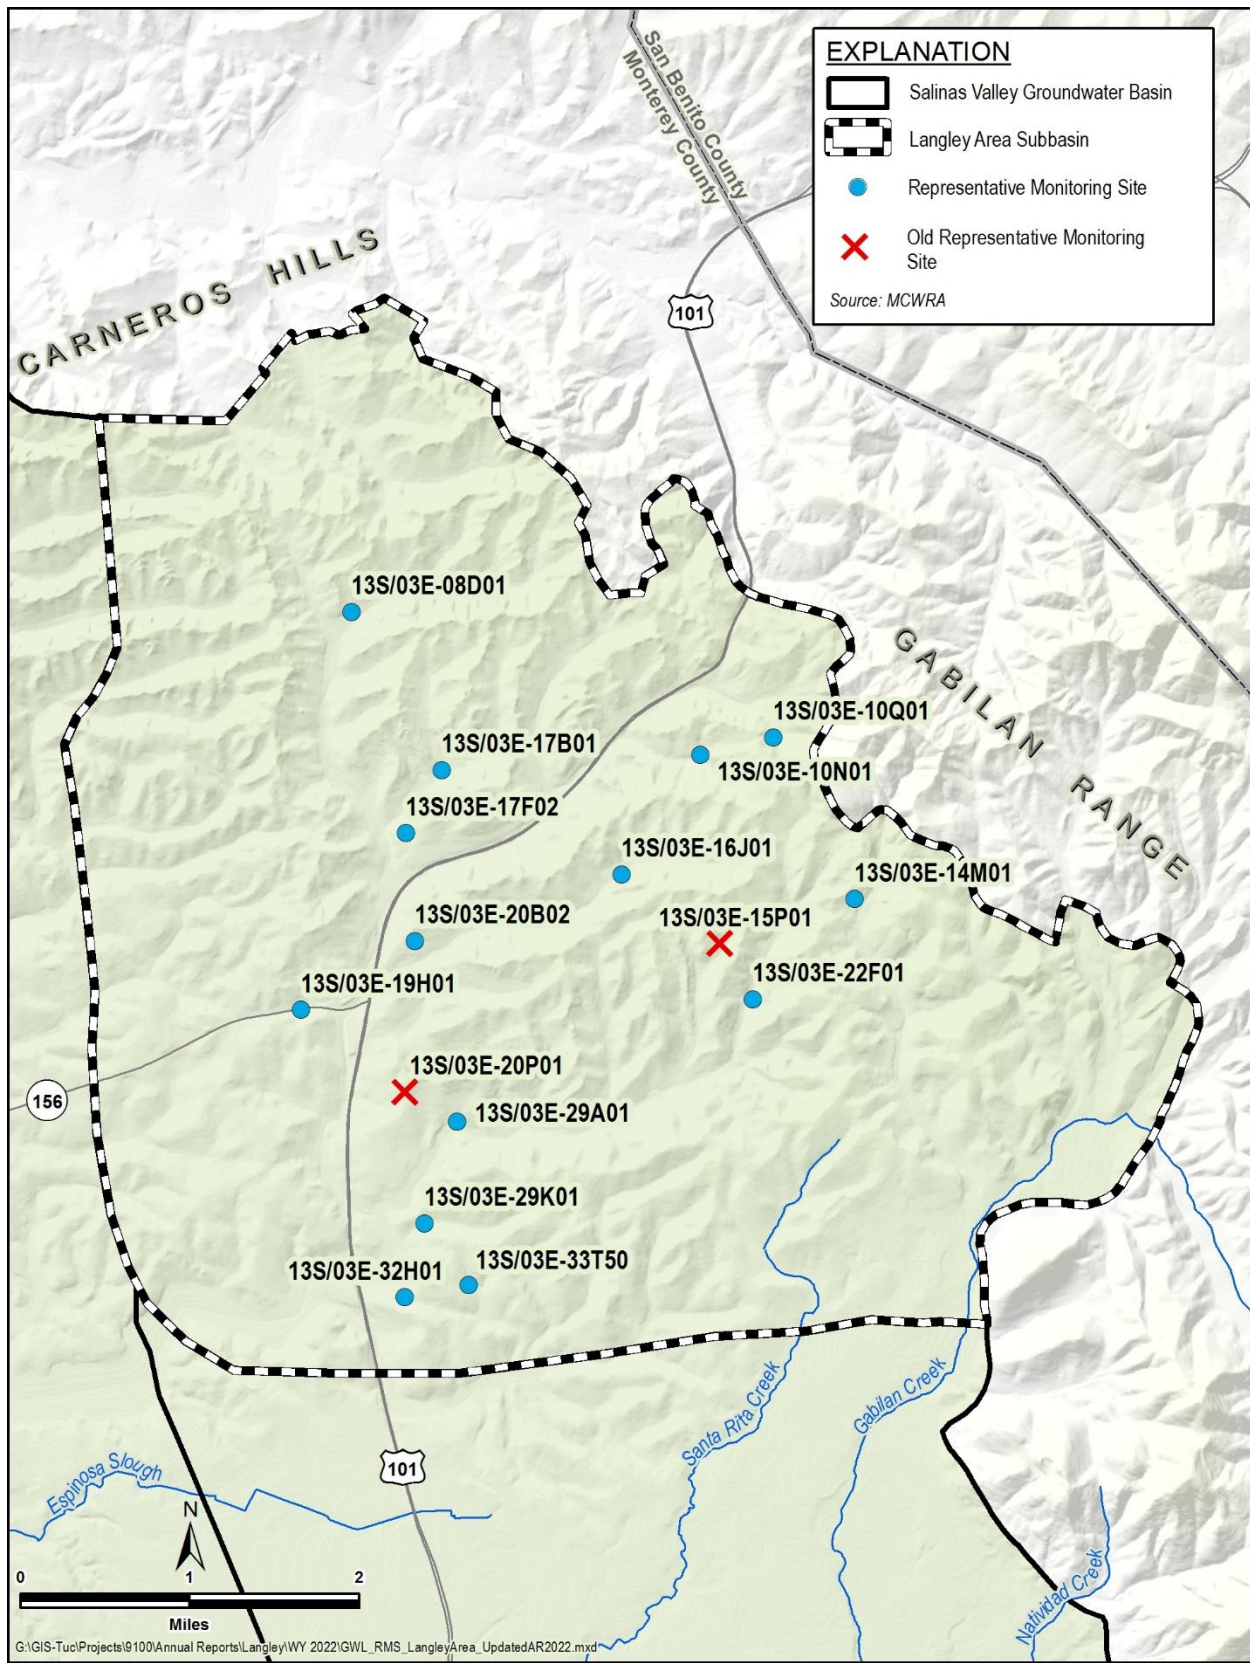 EXPLANATION
Salinas Valley Groundwater Basin
Langley Area Subbasin
Representative Monitoring Site
Old Representative Monitoring
Site
Source: MCWRA
San Benito County
Monterey County
101
CARNEROS HILLS
GABILAN RANGE
13S/03E-08D01
13S/03E-10Q01
13S/03E-17B01
13S/03E-10N01
13S/03E-17F02
13S/03E-16J01
13S/03E-14M01
13S/03E-15P01
13S/03E-20B02
13S/03E-22F01
13S/03E-19H01
13S/03E-20P01
156
13S/03E-29A01
13S/03E-29K01
13S/03E-33T50
13S/03E-32H01
Santa Rita Creek
Gabilan Creek
101
Espinosa Slough
Natividad Creek
N
0 1 2
Miles
G:\GIS-Tuc\Projects\9100\Annual Reports\Langley\WY 2022\GWL_RMS_LangleyArea_UpdatedAR2022.mxd